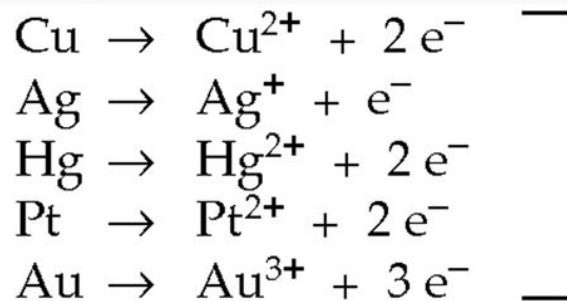 Cu → Cu²⁺ + 2 e⁻
Ag → Ag⁺ + e⁻
Hg → Hg²⁺ + 2 e⁻
Pt → Pt²⁺ + 2 e⁻
Au → Au³⁺ + 3 e⁻